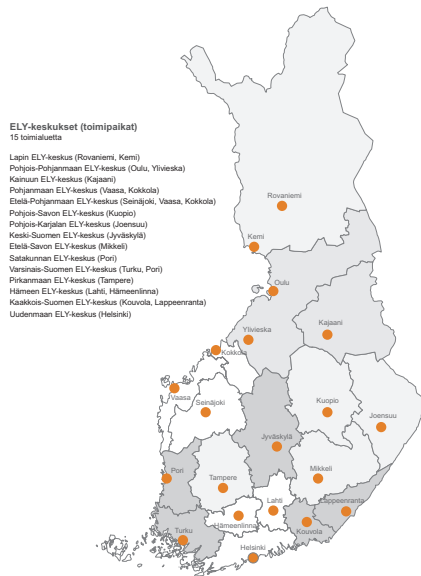 ELY-keskukset (toimipaikat)
15 toimialuetta
Lapin ELY-keskus (Rovaniemi, Kemi)
Pohjois-Pohjanmaan ELY-keskus (Oulu, Ylivieska)
Kainuun ELY-keskus (Kajaani)
Pohjanmaan ELY-keskus (Vaasa, Kokkola)
Etelä-Pohjanmaan ELY-keskus (Seinäjoki, Vaasa, Kokkola)
Pohjois-Savon ELY-keskus (Kuopio)
Pohjois-Karjalan ELY-keskus (Joensuu)
Keski-Suomen ELY-keskus (Jyväskylä)
Etelä-Savon ELY-keskus (Mikkeli)
Satakunnan ELY-keskus (Pori)
Varsinais-Suomen ELY-keskus (Turku, Pori)
Pirkanmaan ELY-keskus (Tampere)
Hämeen ELY-keskus (Lahti, Hämeenlinna)
Kaakkois-Suomen ELY-keskus (Kouvola, Lappeenranta)
Uudenmaan ELY-keskus (Helsinki)
Rovaniemi
Kemi
Oulu
Ylivieska
Kajaani
Kokkola
Vaasa
Seinäjoki
Kuopio
Joensuu
Jyväskylä
Pori
Tampere
Mikkeli
Lahti
Lappeenranta
Hämeenlinna
Turku
Kouvola
Helsinki